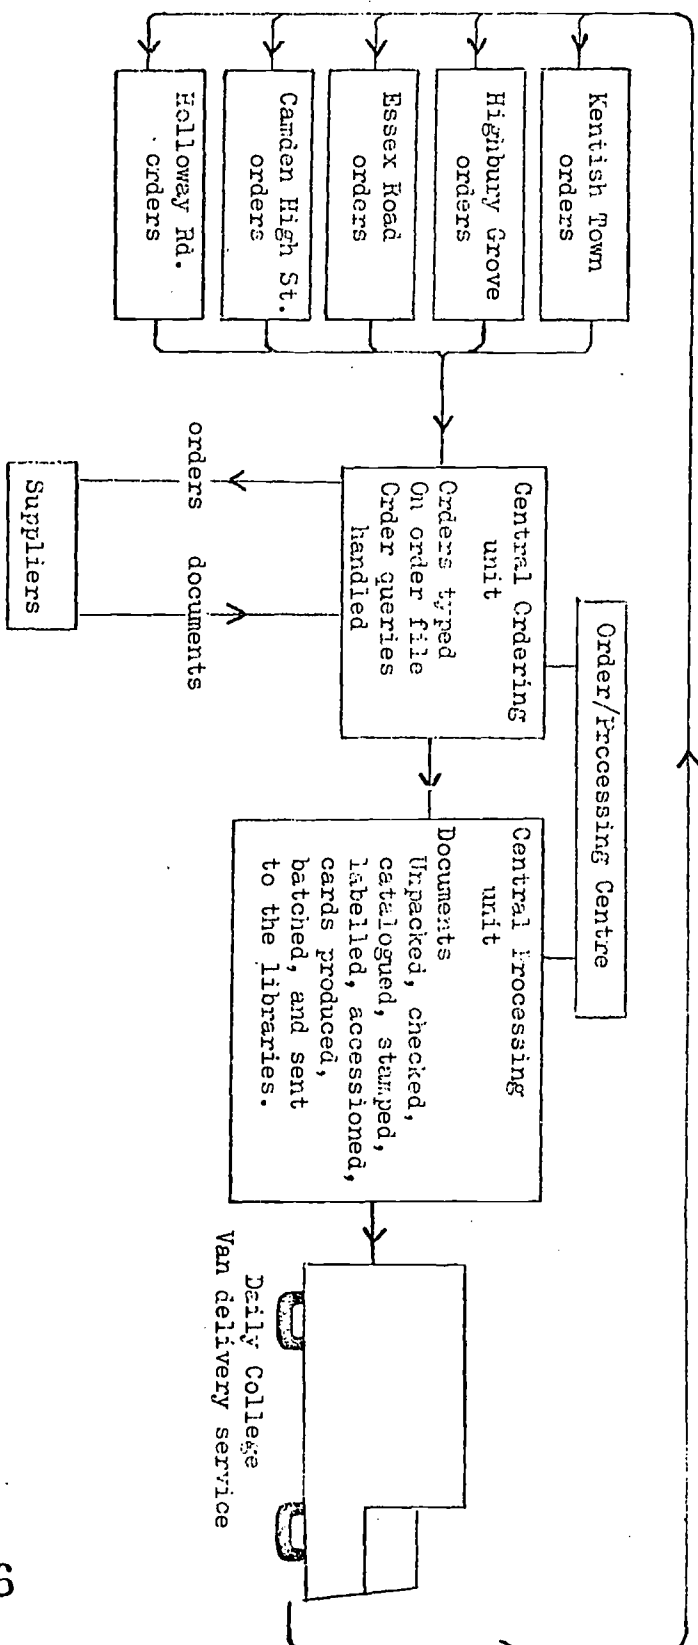 Kentish Town
orders
Highbury Grove
orders
Essex Road
orders
Camden High St.
orders
Holloway Rd.
orders
Order/Processing Centre
Central Ordering
unit
Orders typed
On order file
Order queries
handled
orders
documents
Suppliers
Central Processing
unit
Documents
Unpacked, checked,
catalogued, stamped,
labelled, accessioned,
cards produced,
batched, and sent
to the libraries.
Daily College
Van delivery service
6